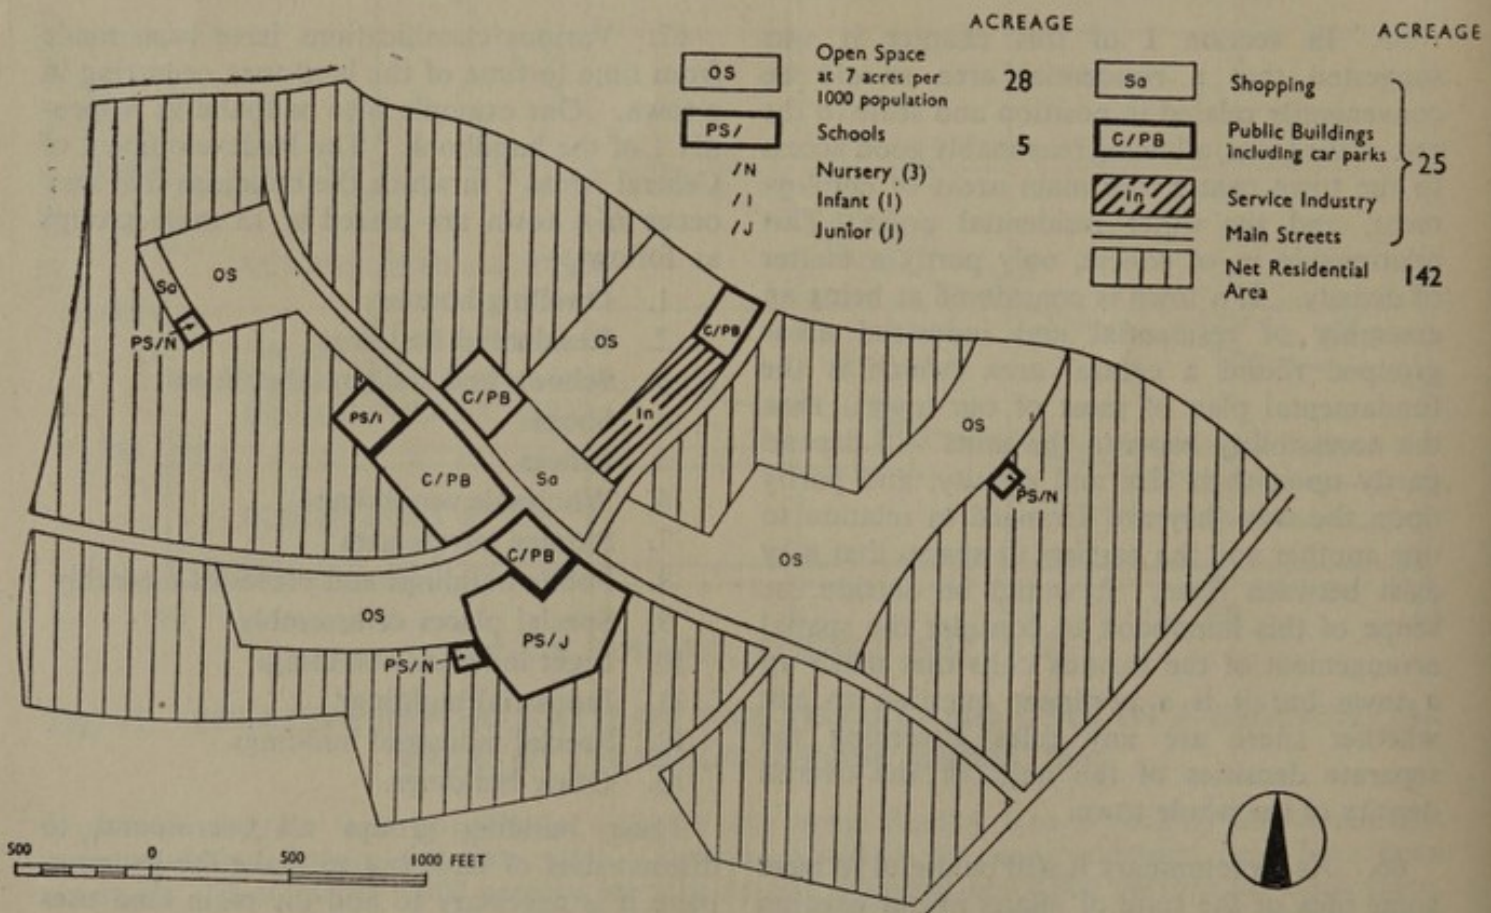 ACREAGE
OS
Open Space
at 7 acres per
1000 population
28
PS/
Schools
5
/N
Nursery (3)
/I
Infant (1)
/J
Junior (1)
ACREAGE
So
Shopping
C/PB
Public Buildings
including car parks
25
In
Service Industry
Main Streets
Net Residential
Area
142
OS
So
PS/N
OS
C/PB
C/PB
In
PS/I
C/PB
So
OS
PS/N
C/PB
OS
OS
PS/J
PS/N
500 0 500 1000 FEET